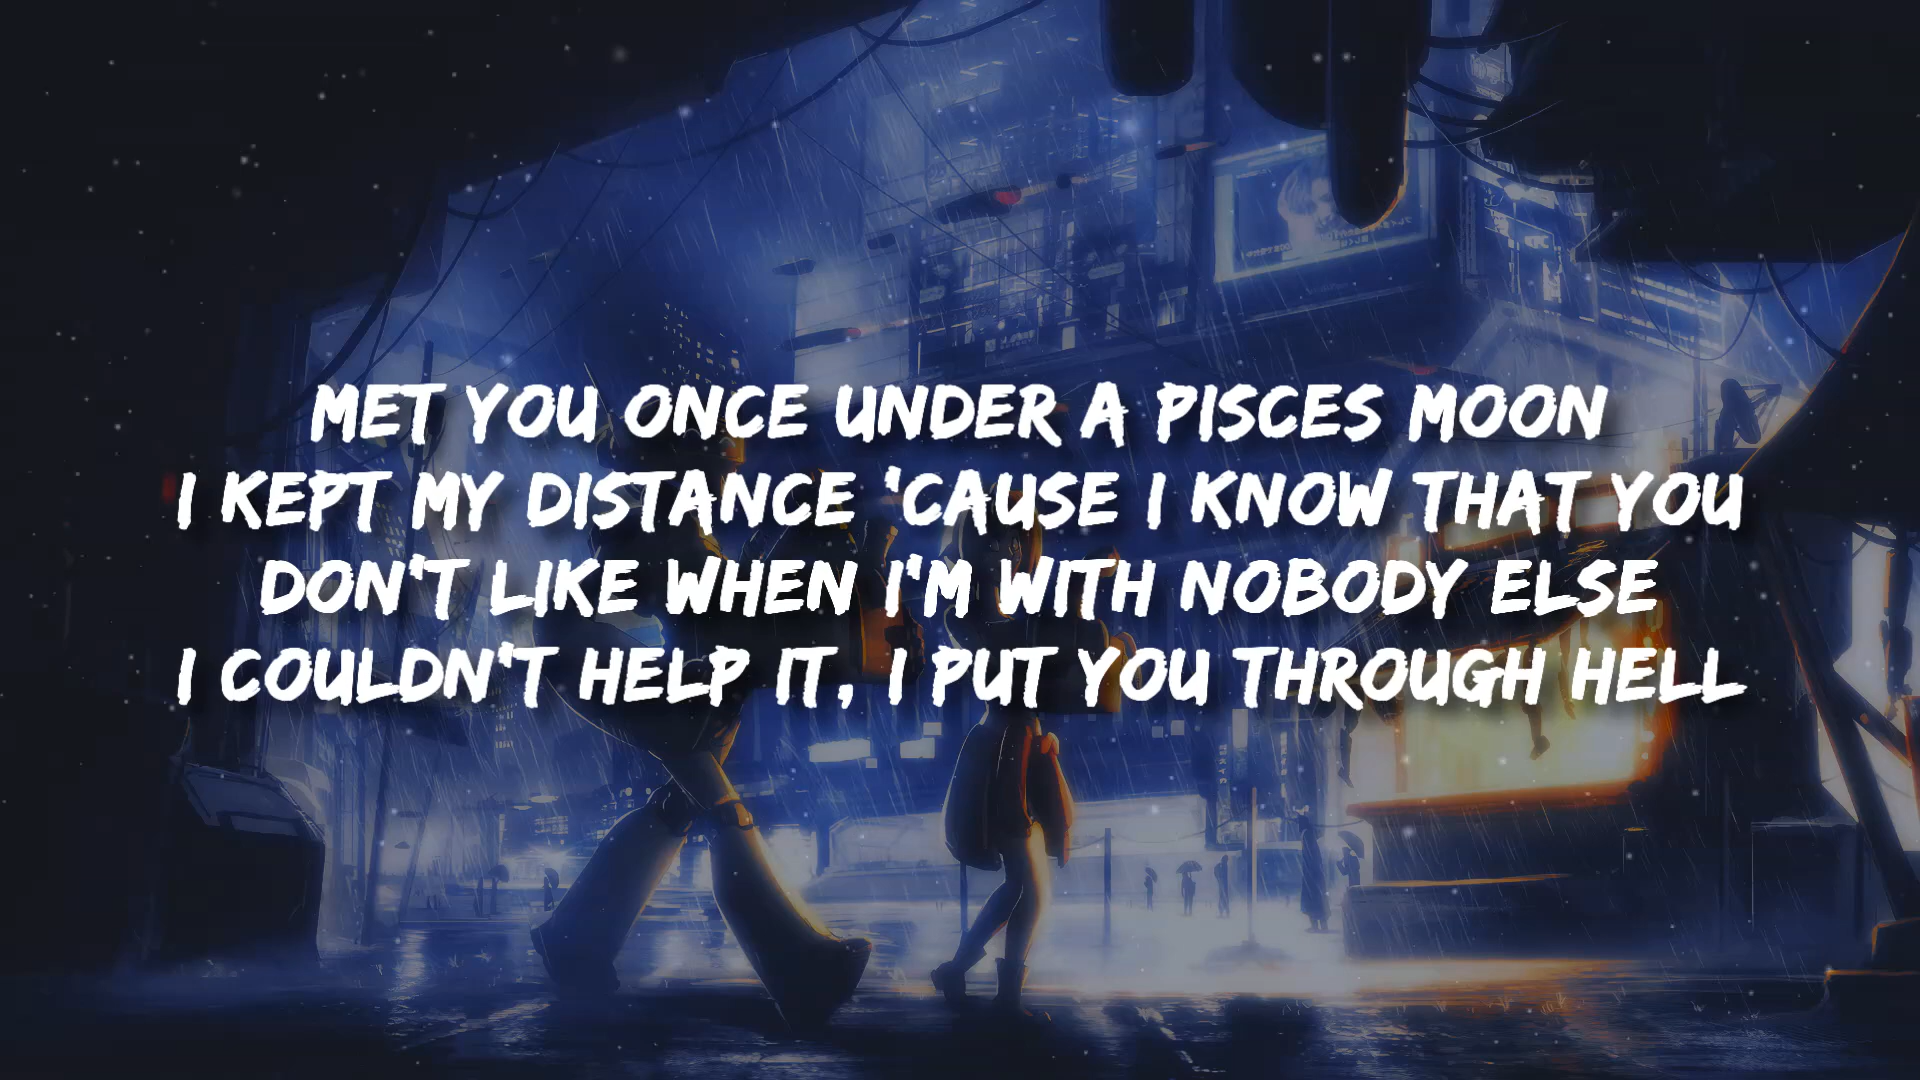 MET YOU ONCE UNDER A PISCES MOON
I KEPT MY DISTANCE 'CAUSE I KNOW THAT YOU
DON'T LIKE WHEN I'M WITH NOBODY ELSE
I COULDN'T HELP IT, I PUT YOU THROUGH HELL